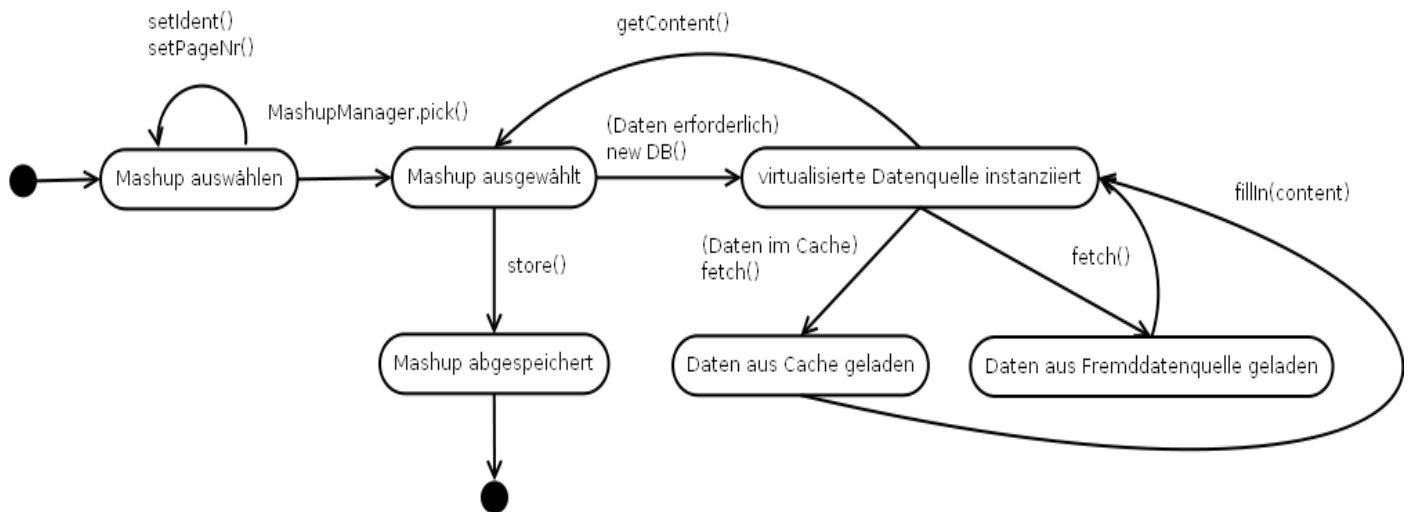 setIdent()
setPageNr()
getContent()
MashupManager.pick()
(Daten erforderlich)
new DB()
Mashup auswählen
Mashup ausgewählt
virtualisierte Datenquelle instanziiert
fillIn(content)
(Daten im Cache)
fetch()
fetch()
store()
Mashup abgespeichert
Daten aus Cache geladen
Daten aus Fremddatenquelle geladen